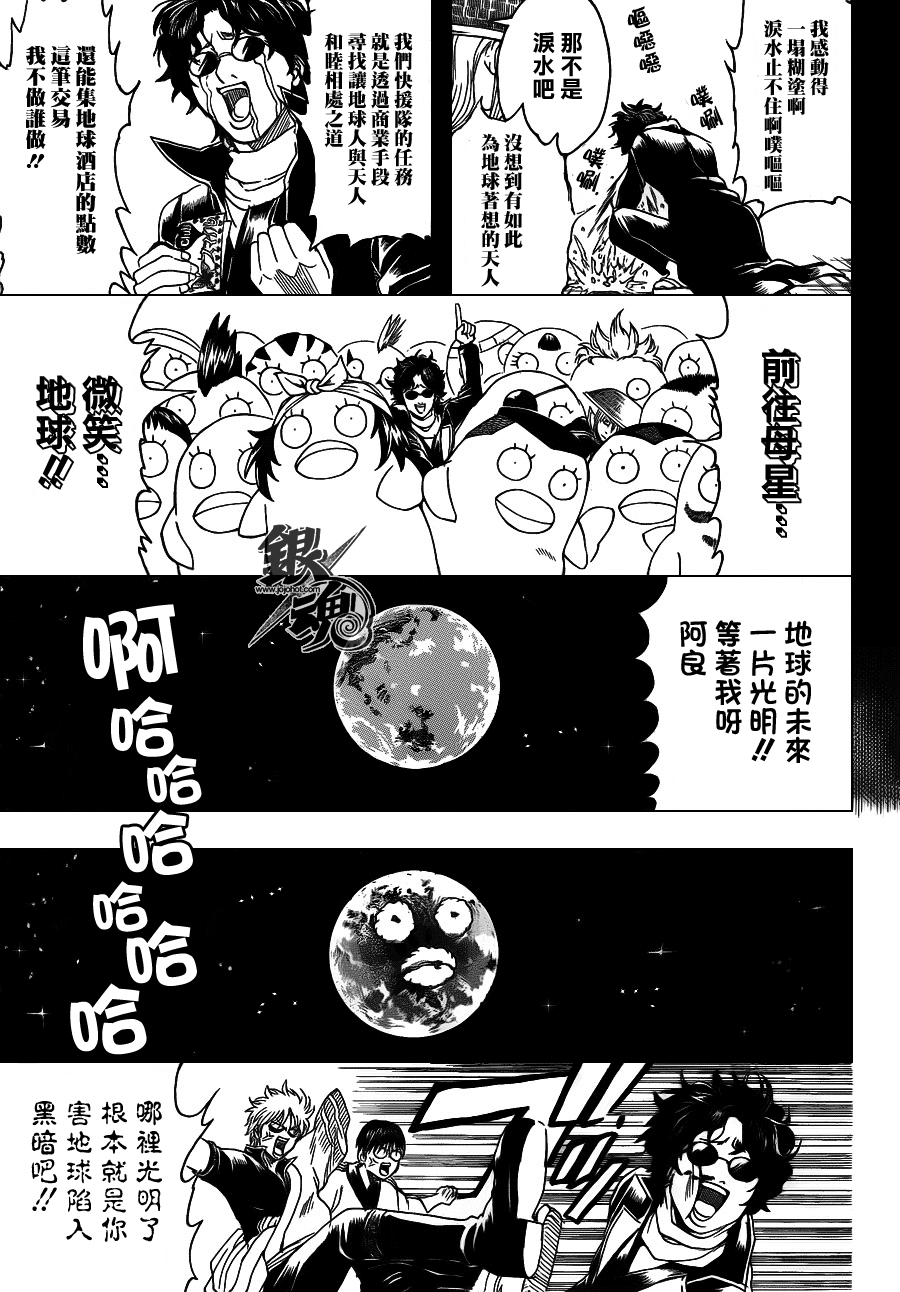 我感動得
一塌糊塗啊
淚水止不住啊噗嘔嘔
嘔噁噁
噗唰
噗唰
那不是
淚水吧
沒想到有如此
為地球著想的天人
我們快援隊的任務
就是透過商業手段
尋找讓地球人與天人
和睦相處之道
還能集地球酒店的點數
這筆交易
我不做誰做!!
前往母星…
微笑…
地球!!
銀魂
www.jojohot.com
地球的未來
一片光明!!
等著我呀
阿良
啊哈哈哈哈哈哈
哪裡光明了
根本就是你
害地球陷入
黑暗吧!!